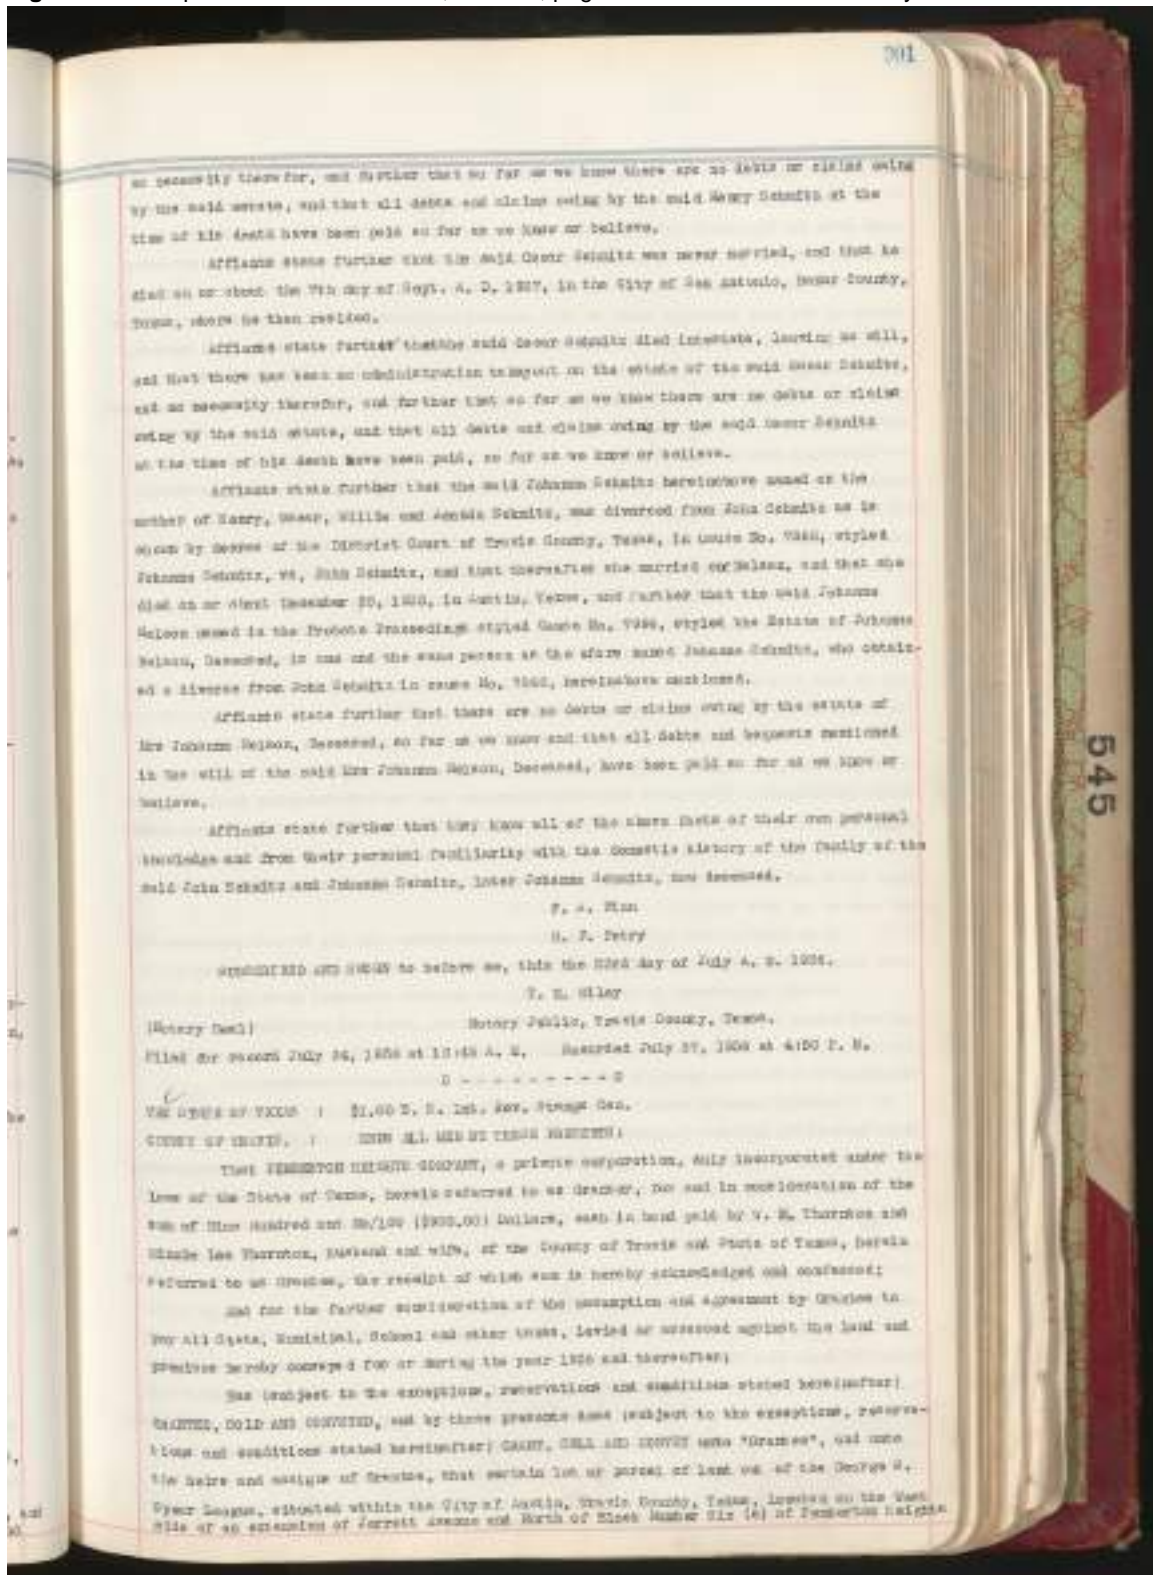 301
no necessity therefor, and further that so far as we know there are no debts or claims owing
by the said estate, and that all debts and claims owing by the said Henry Schmitz at the
time of his death have been paid so far as we know or believe.
Affiants state further that the said Oscar Schmitz was never married, and that he
died on or about the 7th day of Sept. A. D. in the City of San Antonio, Bexar County,
Texas, where he then resided.
Affiants state further thatthe said Oscar Schmitz died intestate, leaving no will,
and that there has been no administration on the estate of the said Oscar Schmitz,
and no necessity therefor, and further that so far as we know there are no debts or claims
owing by the said estate, and that all debts and claims owing by the said Oscar Schmitz
at the time of his death have been paid, so far as we know or believe.
Affiants state further that the said Johanna Schmitz hereinabove named as the
mother of Henry, Oscar, Willie and Schmitz, was divorced from John Schmitz as is
shown by decree of the District Court of Travis County, Texas, in cause No. styled
Johanna Schmitz, vs, John Schmitz, and that thereafter she married Nelson, and that she
died on or about December in Austin, Texas, and further that the said Johanna
Nelson named in the Probate Proceedings styled Cause No. styled the Estate of Johanna
Nelson, Deceased, is one and the same person as the afore named Johanna Schmitz, who obtain-
ed a divorce from John Schmitz in cause No. hereinabove mentioned.
Affiants state further that there are no debts or claims owing by the estate of
Mrs Johanna Nelson, Deceased, so far as we know and that all debts and bequests mentioned
in the will of the said Mrs Johanna Nelson, Deceased, have been paid so far as we know or
believe.
Affiants state further that they know all of the above facts of their own personal
knowledge and from their personal familiarity with the domestic history of the family of the
said John Schmitz and Johanna Schmitz, later Johanna now deceased.
H. F. Petry
SUBSCRIBED AND SWORN to before me, this the 23rd day of July A. D. 1936.
(Notary Seal)
Notary Public, Travis County, Texas.
Filed for record July 24, 1936 at A. M. Recorded July 27, 1936 at 4:50 P. M.
0 - - - - - - - - - 0
THE STATE OF TEXAS : $1.00 U. S. Int. Rev. Stamps Can.
COUNTY OF TRAVIS. : KNOW ALL MEN BY THESE PRESENTS:
That PEMBERTON HEIGHTS COMPANY, a private corporation, duly incorporated under the
laws of the State of Texas, herein referred to as Grantor, for and in consideration of the
sum of Nine Hundred and No/100 ($900.00) Dollars, cash in hand paid by Thornton and
Lee Thornton, husband and wife, of the County of Travis and State of Texas, herein
referred to as Grantee, the receipt of which sum is hereby acknowledged and confessed;
And for the further consideration of the assumption and agreement by Grantee to
pay all State, Municipal, School and other taxes, levied or assessed against the land and
premises hereby conveyed for or during the year 1936 and thereafter;
Has (subject to the exceptions, reservations and conditions stated hereinafter)
GRANTED, SOLD AND CONVEYED, and by these presents does (subject to the exceptions, reserva-
tions and conditions stated hereinafter) GRANT, SELL AND CONVEY unto "Grantee", and unto
the heirs and assigns of Grantee, that certain lot or parcel of land out of the George W.
Spear League, situated within the City of Austin, Travis County, Texas, located on the West
side of an extension of Jarrett Avenue and North of Block Number Six (6) of Pemberton Heights
545